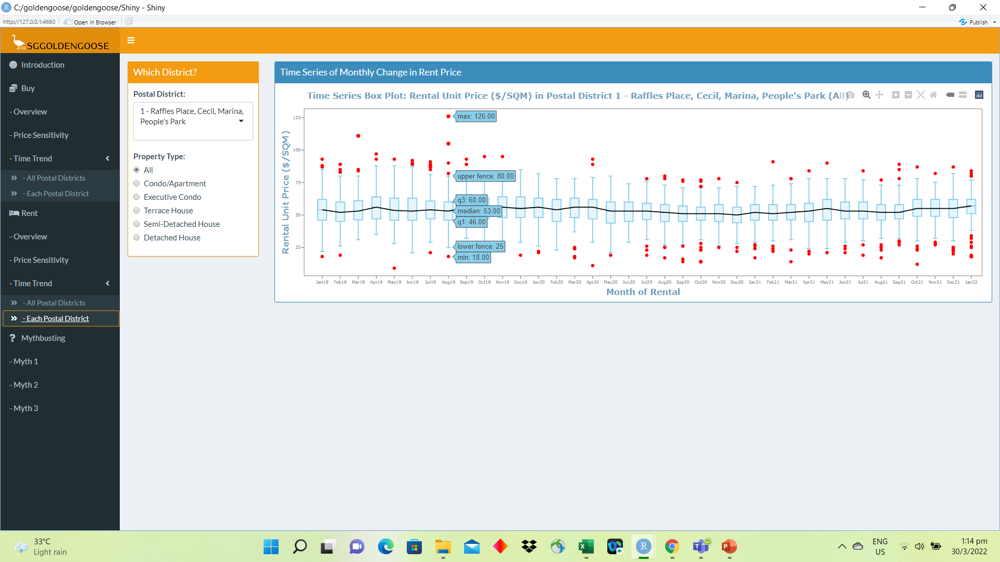 C:/goldengoose/goldengoose/Shiny - Shiny
http://127.0.0.1:4660
Open in Browser
Publish
SGGOLDENGOOSE
Introduction
Buy
- Overview
- Price Sensitivity
- Time Trend
- All Postal Districts
- Each Postal District
Rent
- Overview
- Price Sensitivity
- Time Trend
- All Postal Districts
- Each Postal District
Mythbusting
- Myth 1
- Myth 2
- Myth 3
Which District?
Postal District:
1 - Raffles Place, Cecil, Marina,
People's Park
Property Type:
All
Condo/Apartment
Executive Condo
Terrace House
Semi-Detached House
Detached House
Time Series of Monthly Change in Rent Price
Time Series Box Plot: Rental Unit Price ($/SQM) in Postal District 1 - Raffles Place, Cecil, Marina, People's Park (All)
Rental Unit Price ($/SQM)
125
100
75
50
25
max: 126.00
upper fence: 80.00
q3: 60.00
median: 53.00
q1: 46.00
lower fence: 25
min: 18.00
Jan19 Feb19 Mar19 Apr19 May19 Jun19 Jul19 Aug19 Sep19 Oct19 Nov19 Dec19 Jan20 Feb20 Mar20 Apr20 May20 Jun20 Jul20 Aug20 Sep20 Oct20 Nov20 Dec20 Jan21 Feb21 Mar21 Apr21 May21 Jun21 Jul21 Aug21 Sep21 Oct21 Nov21 Dec21 Jan22
Month of Rental
33°C
Light rain
ENG
US
1:14 pm
30/3/2022